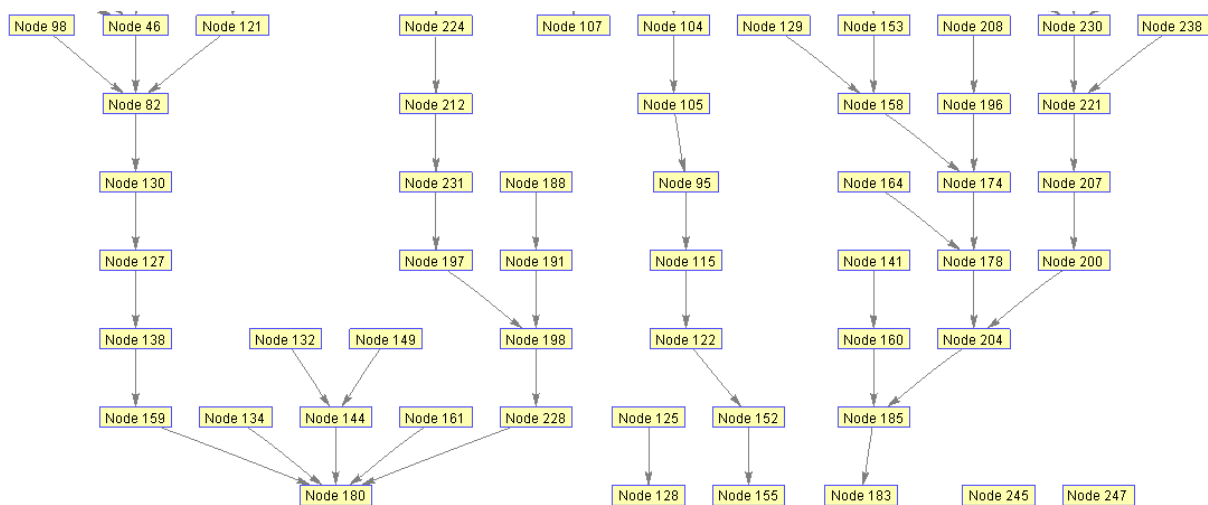 Node 98 Node 46 Node 121 Node 224 Node 107 Node 104 Node 129 Node 153 Node 208 Node 230 Node 238
Node 82 Node 212 Node 105 Node 158 Node 196 Node 221
Node 130 Node 231 Node 188 Node 95 Node 164 Node 174 Node 207
Node 127 Node 197 Node 191 Node 115 Node 141 Node 178 Node 200
Node 138 Node 132 Node 149 Node 198 Node 122 Node 160 Node 204
Node 159 Node 134 Node 144 Node 161 Node 228 Node 125 Node 152 Node 185
Node 180 Node 128 Node 155 Node 183 Node 245 Node 247